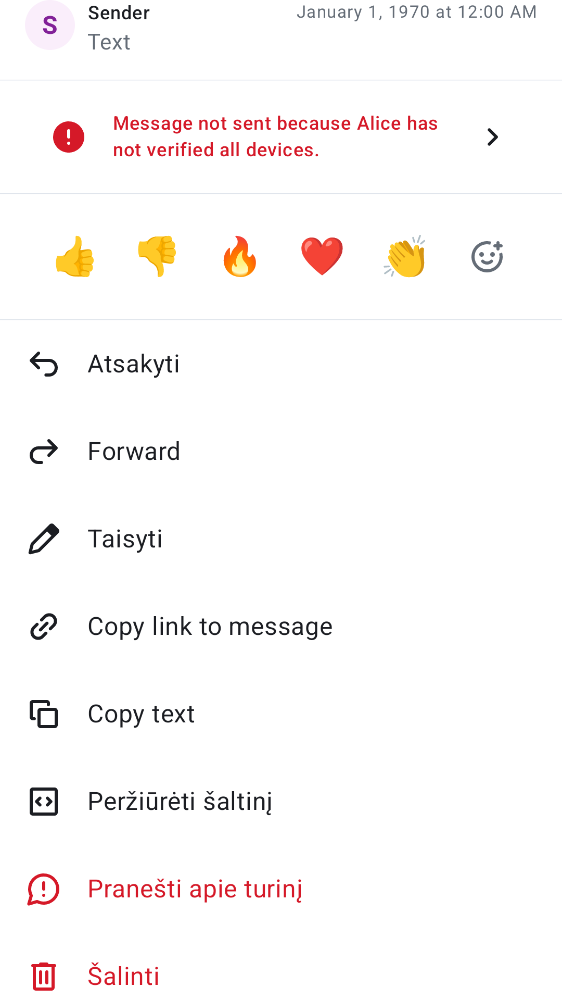 S
Sender
January 1, 1970 at 12:00 AM
Text
Message not sent because Alice has
not verified all devices.
Atsakyti
Forward
Taisyti
Copy link to message
Copy text
Peržiūrėti šaltinį
Pranešti apie turinį
Šalinti